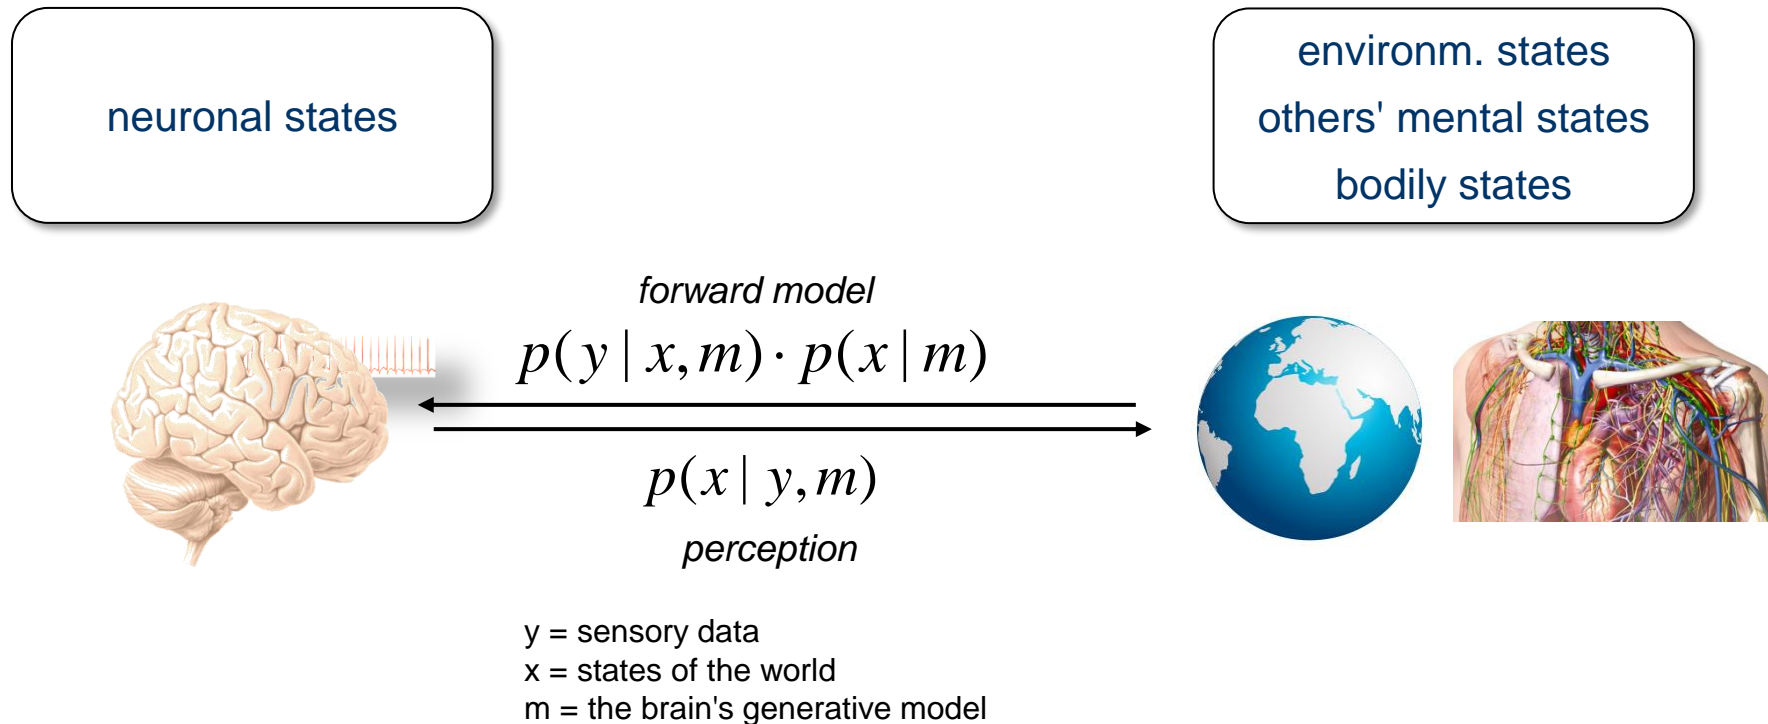 neuronal states
environm. states
others' mental states
bodily states
forward model
p(y | x, m) · p(x | m)
p(x | y, m)
perception
y = sensory data
x = states of the world
m = the brain's generative model